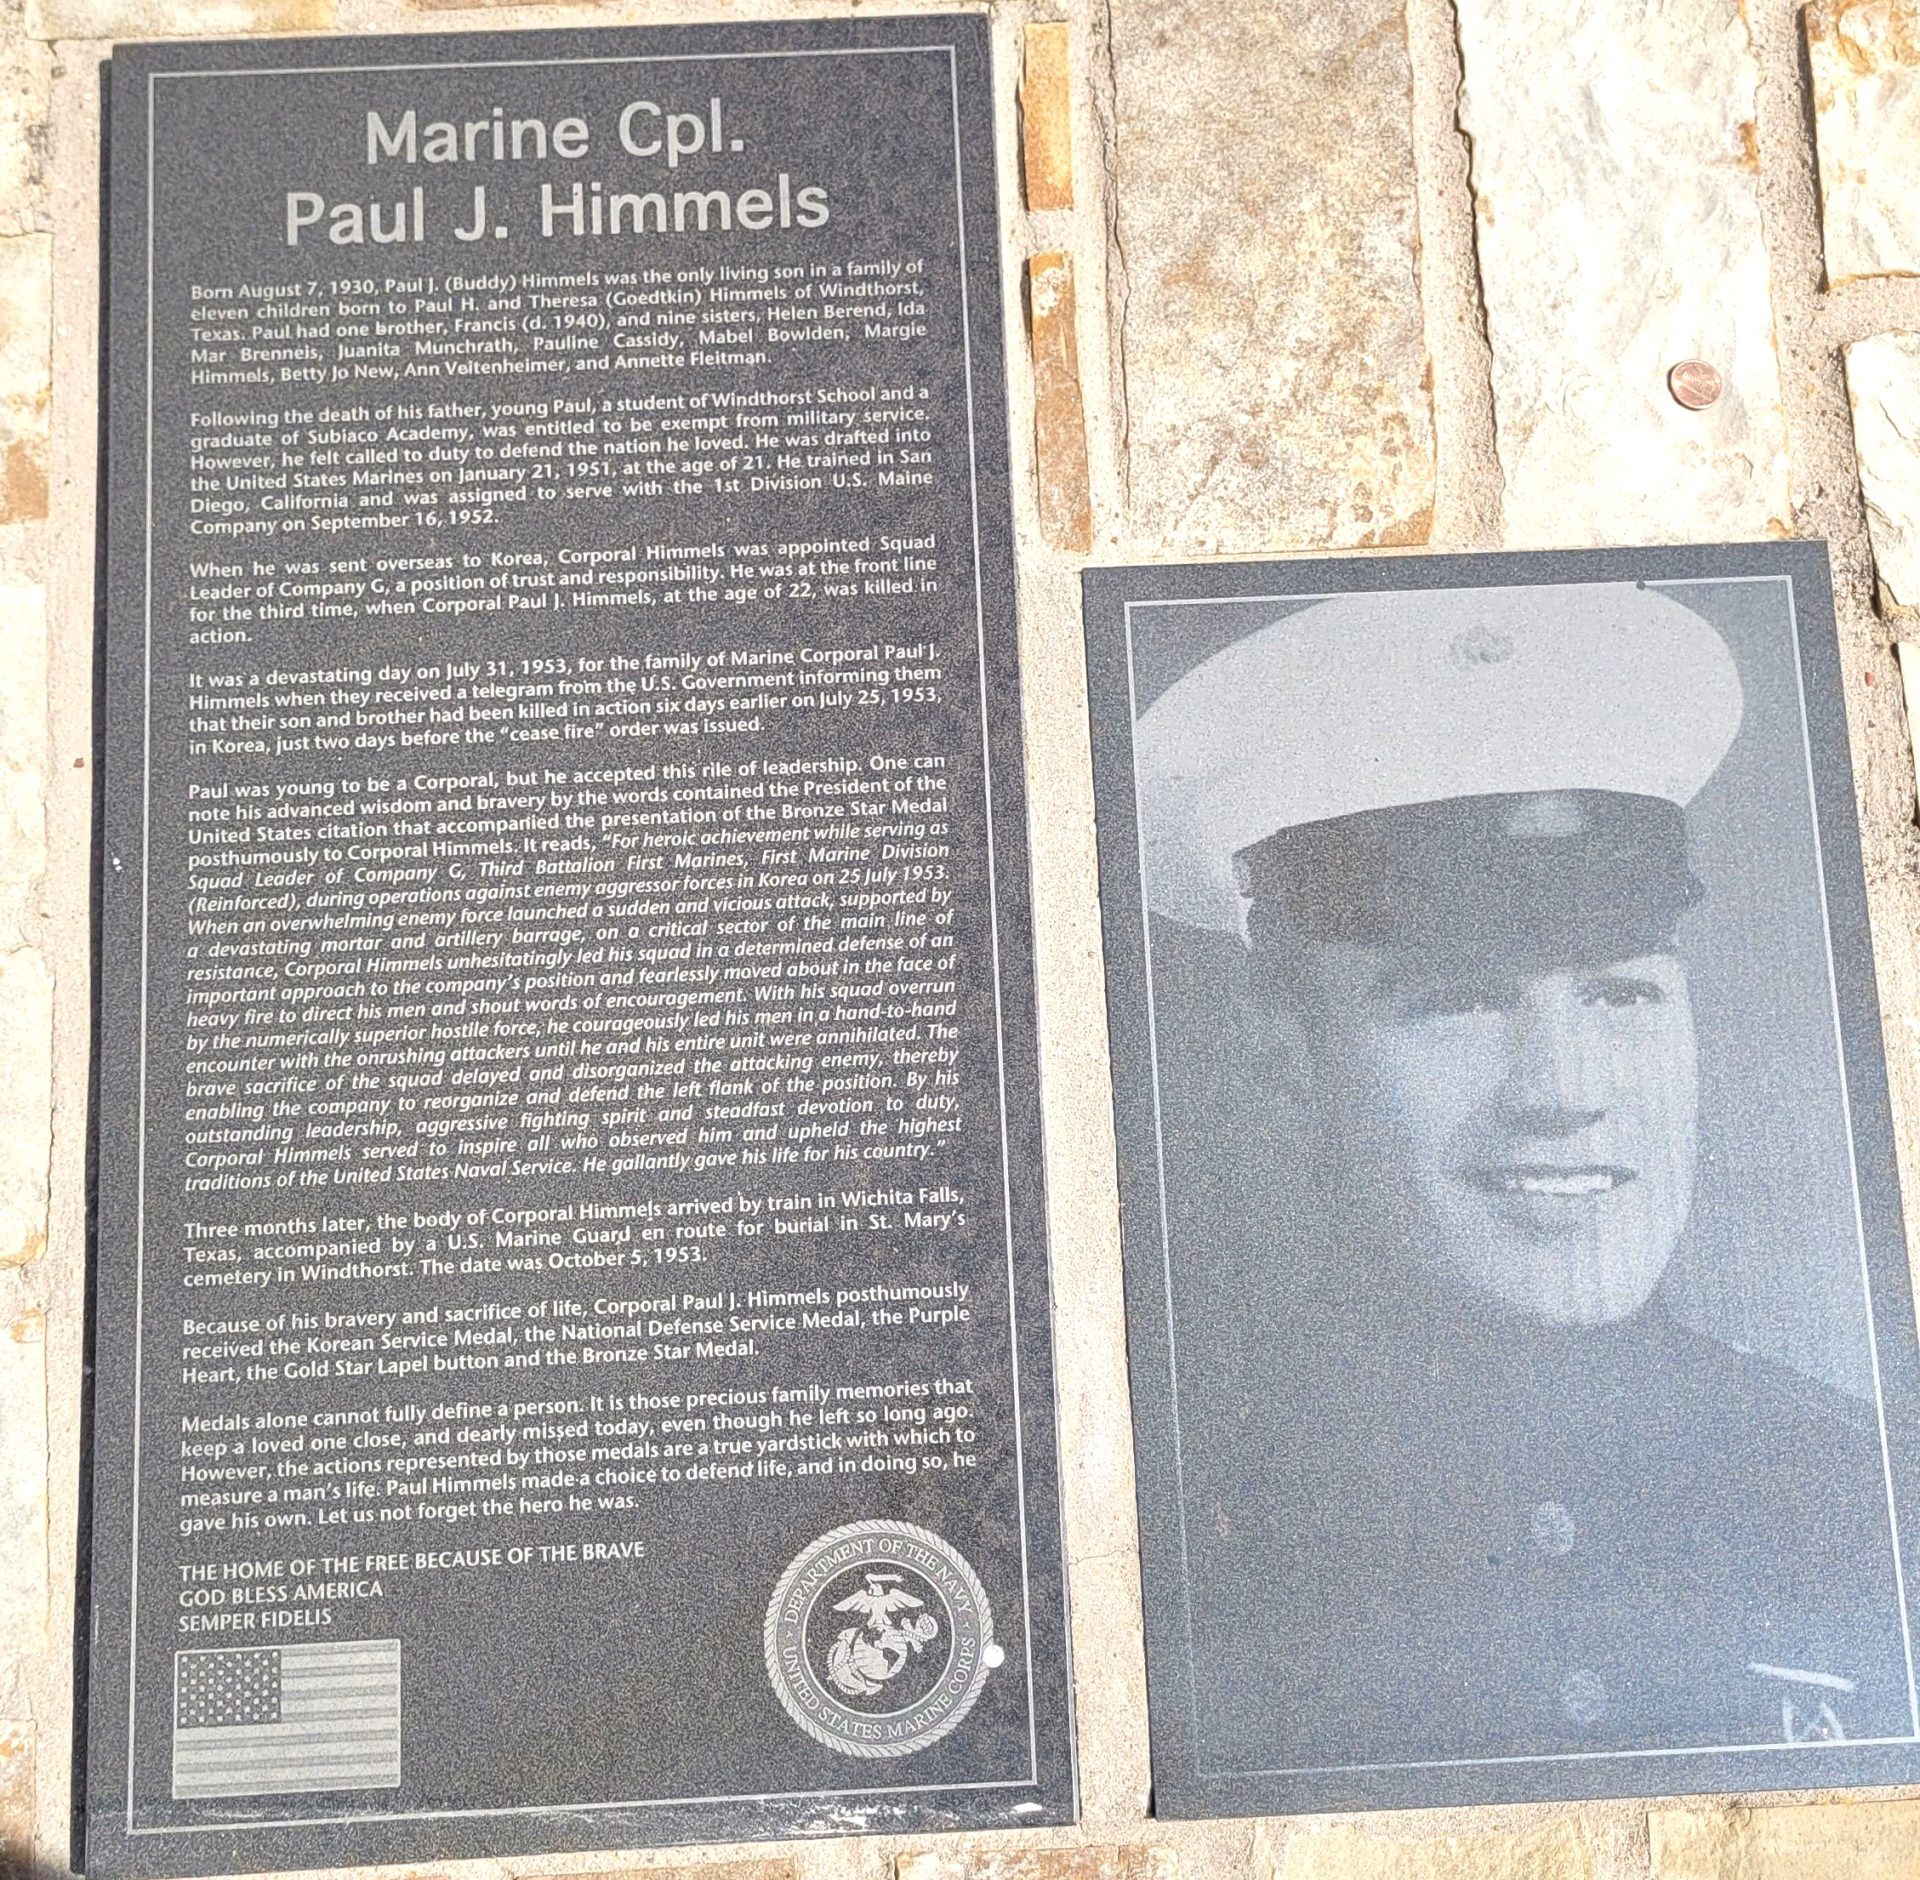 Marine Cpl.
Paul J. Himmels
Born August 7, 1930, Paul J. (Buddy) Himmels was the only living son in a family of
eleven children born to Paul H. and Theresa (Goedtkin) Himmels of Windthorst,
Texas. Paul had one brother, Francis (d. 1940), and nine sisters, Helen Berend, Ida
Mar Brenneis, Juanita Munchrath, Pauline Cassidy, Mabel Bowlden, Margie
Himmels, Betty Jo New, Ann Veitenheimer, and Annette Fleitman.
Following the death of his father, young Paul, a student of Windthorst School and a
graduate of Subiaco Academy, was entitled to be exempt from military service.
However, he felt called to duty to defend the nation he loved. He was drafted into
the United States Marines on January 21, 1951, at the age of 21. He trained in San
Diego, California and was assigned to serve with the 1st Division U.S. Maine
Company on September 16, 1952.
When he was sent overseas to Korea, Corporal Himmels was appointed Squad
Leader of Company G, a position of trust and responsibility. He was at the front line
for the third time, when Corporal Paul J. Himmels, at the age of 22, was killed in
action.
It was a devastating day on July 31, 1953, for the family of Marine Corporal Paul J.
Himmels when they received a telegram from the U.S. Government informing them
that their son and brother had been killed in action six days earlier on July 25, 1953,
in Korea, just two days before the “cease fire” order was issued.
Paul was young to be a Corporal, but he accepted this rile of leadership. One can
note his advanced wisdom and bravery by the words contained the President of the
United States citation that accompanied the presentation of the Bronze Star Medal
posthumously to Corporal Himmels. It reads, “For heroic achievement while serving as
Squad Leader of Company G, Third Battalion First Marines, First Marine Division
(Reinforced), during operations against enemy aggressor forces in Korea on 25 July 1953.
When an overwhelming enemy force launched a sudden and vicious attack, supported by
a devastating mortar and artillery barrage, on a critical sector of the main line of
resistance, Corporal Himmels unhesitatingly led his squad in a determined defense of an
important approach to the company’s position and fearlessly moved about in the face of
heavy fire to direct his men and shout words of encouragement. With his squad overrun
by the numerically superior hostile force, he courageously led his men in a hand-to-hand
encounter with the onrushing attackers until he and his entire unit were annihilated. The
brave sacrifice of the squad delayed and disorganized the attacking enemy, thereby
enabling the company to reorganize and defend the left flank of the position. By his
outstanding leadership, aggressive fighting spirit and steadfast devotion to duty,
Corporal Himmels served to inspire all who observed him and upheld the highest
traditions of the United States Naval Service. He gallantly gave his life for his country.”
Three months later, the body of Corporal Himmels arrived by train in Wichita Falls,
Texas, accompanied by a U.S. Marine Guard en route for burial in St. Mary’s
cemetery in Windthorst. The date was October 5, 1953.
Because of his bravery and sacrifice of life, Corporal Paul J. Himmels posthumously
received the Korean Service Medal, the National Defense Service Medal, the Purple
Heart, the Gold Star Lapel button and the Bronze Star Medal.
Medals alone cannot fully define a person. It is those precious family memories that
keep a loved one close, and dearly missed today, even though he left so long ago.
However, the actions represented by those medals are a true yardstick with which to
measure a man’s life. Paul Himmels made a choice to defend life, and in doing so, he
gave his own. Let us not forget the hero he was.
THE HOME OF THE FREE BECAUSE OF THE BRAVE
GOD BLESS AMERICA
SEMPER FIDELIS
DEPARTMENT OF THE NAVY
UNITED STATES MARINE CORPS